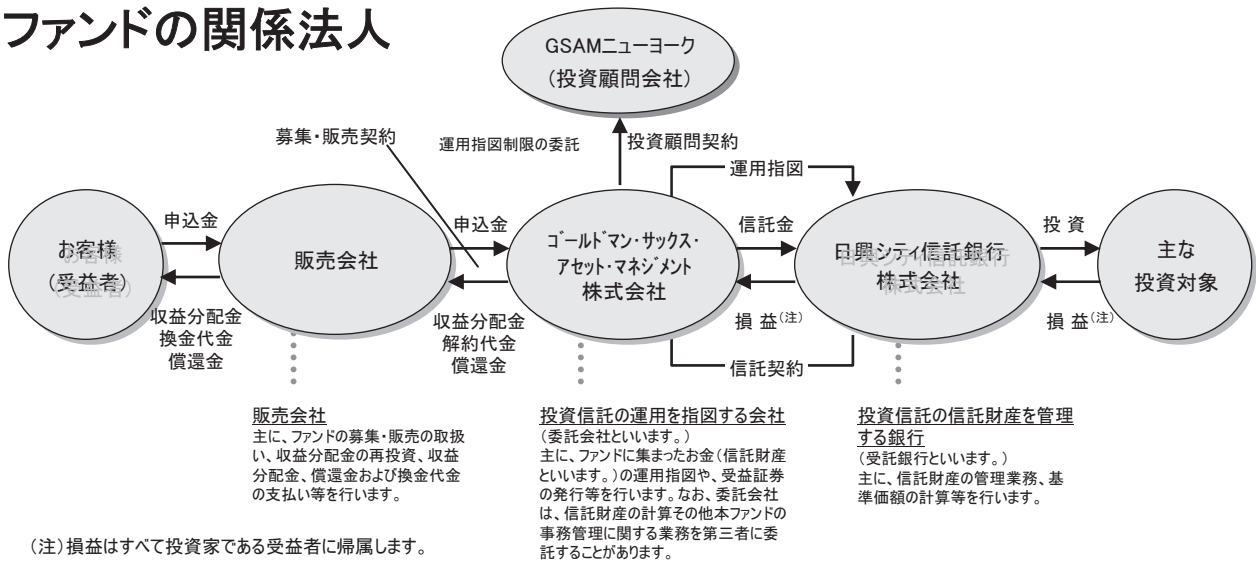 ファンドの関係法人
GSAMニューヨーク
(投資顧問会社)
募集・販売契約
運用指図制限の委託
投資顧問契約
運用指図
お客様
(受益者)
申込金
収益分配金
換金代金
償還金
販売会社
申込金
収益分配金
解約代金
償還金
ゴールドマン・サックス・
アセット・マネジメント
株式会社
信託金
損 益(注)
信託契約
日興シティ信託銀行
株式会社
投 資
損 益(注)
主な
投資対象
販売会社
主に、ファンドの募集・販売の取扱
い、収益分配金の再投資、収益
分配金、償還金および換金代金
の支払い等を行います。
投資信託の運用を指図する会社
(委託会社といいます。)
主に、ファンドに集まったお金(信託財産
といいます。)の運用指図や、受益証券
の発行等を行います。なお、委託会社
は、信託財産の計算その他本ファンドの
事務管理に関する業務を第三者に委
託することがあります。
投資信託の信託財産を管理
する銀行
(受託銀行といいます。)
主に、信託財産の管理業務、基
準価額の計算等を行います。
(注)損益はすべて投資家である受益者に帰属します。